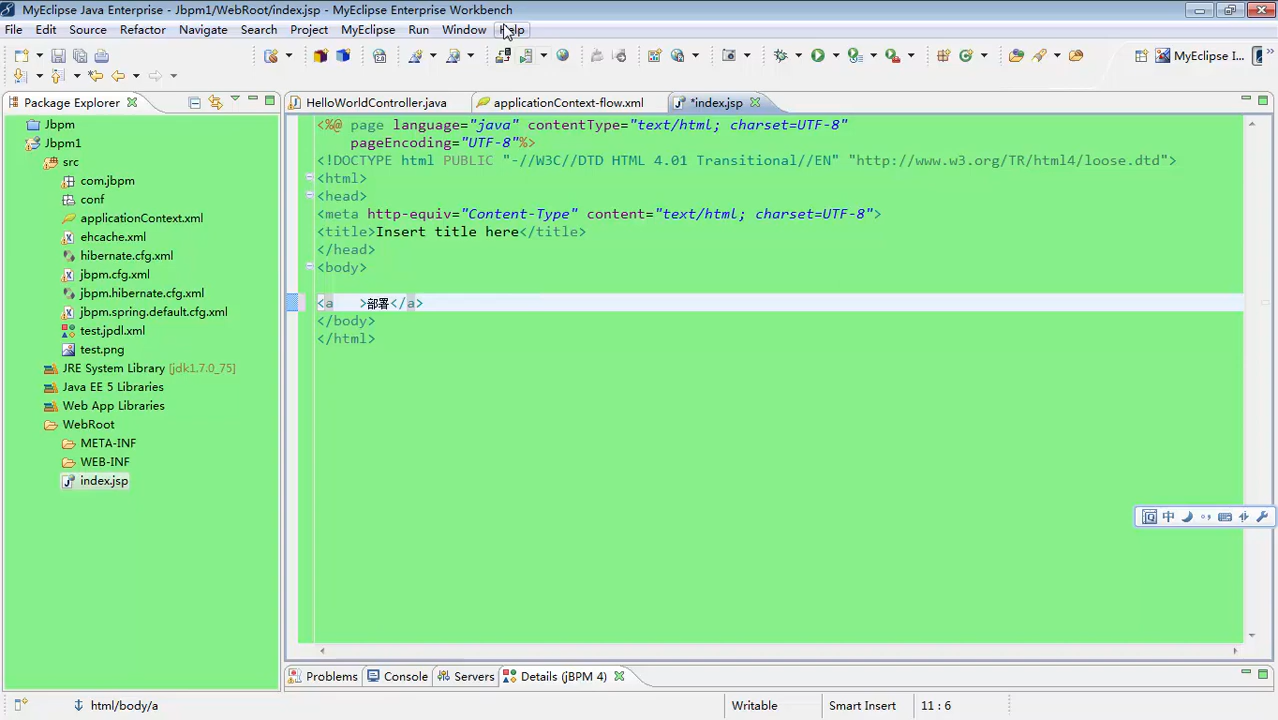 MyEclipse Java Enterprise - Jbpm1/WebRoot/index.jsp - MyEclipse Enterprise Workbench
File Edit Source Refactor Navigate Search Project MyEclipse Run Window Help
MyEclipse I...
Package Explorer
HelloWorldController.java
applicationContext-flow.xml
*index.jsp
Jbpm
Jbpm1
src
com.jbpm
conf
applicationContext.xml
ehcache.xml
hibernate.cfg.xml
jbpm.cfg.xml
jbpm.hibernate.cfg.xml
jbpm.spring.default.cfg.xml
test.jpdl.xml
test.png
JRE System Library [jdk1.7.0_75]
Java EE 5 Libraries
Web App Libraries
WebRoot
META-INF
WEB-INF
index.jsp
<%@ page language="java" contentType="text/html; charset=UTF-8"
pageEncoding="UTF-8"%>
<!DOCTYPE html PUBLIC "-//W3C//DTD HTML 4.01 Transitional//EN" "http://www.w3.org/TR/html4/loose.dtd">
<html>
<head>
<meta http-equiv="Content-Type" content="text/html; charset=UTF-8">
<title>Insert title here</title>
</head>
<body>
<a   >部署</a>
</body>
</html>
中
Problems Console Servers Details (jBPM 4)
html/body/a
Writable
Smart Insert
11 : 6